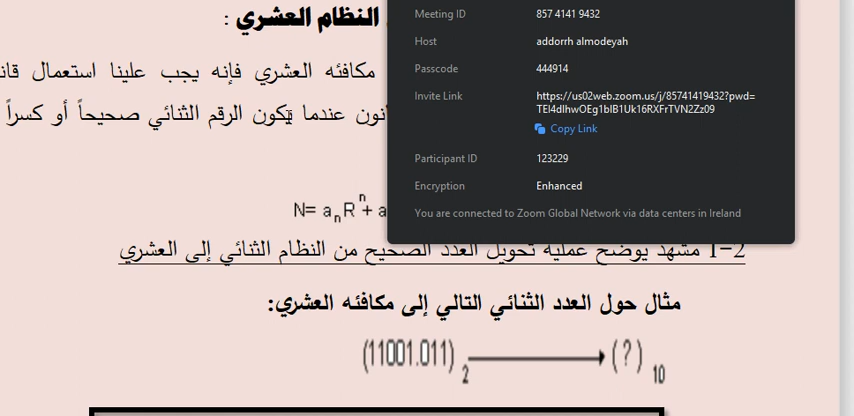 النظام العشري :
مكافئه العشري فإنه يجب علينا استعمال
عندما يكون الرقم الثنائي صحيحاً أو كسراً
N= aₙRⁿ+ a
1-2 مشهد يوضح عملية تحويل العدد الصحيح من النظام الثنائي إلى العشري
مثال حول العدد الثنائي التالي إلى مكافئه العشري:
(11001.011)₂ → (?)₁₀
Meeting ID 857 4141 9432
Host addorrh almodeyah
Passcode 444914
Invite Link https://us02web.zoom.us/j/85741419432?pwd=
TEl4dlhwOEg1blB1Uk16RXFrTVN2Zz09
Copy Link
Participant ID 123229
Encryption Enhanced
You are connected to Zoom Global Network via data centers in Ireland